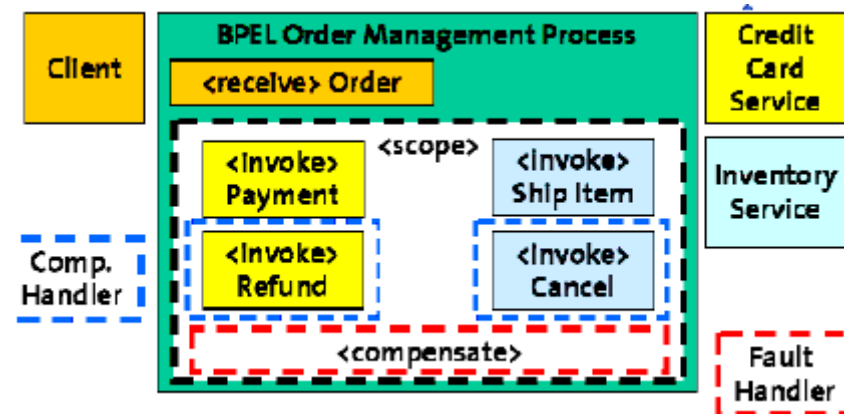 Client
BPEL Order Management Process
<receive> Order
<scope>
<invoke>
Payment
<invoke>
Ship Item
<invoke>
Refund
<invoke>
Cancel
<compensate>
Credit
Card
Service
Inventory
Service
Comp.
Handler
Fault
Handler